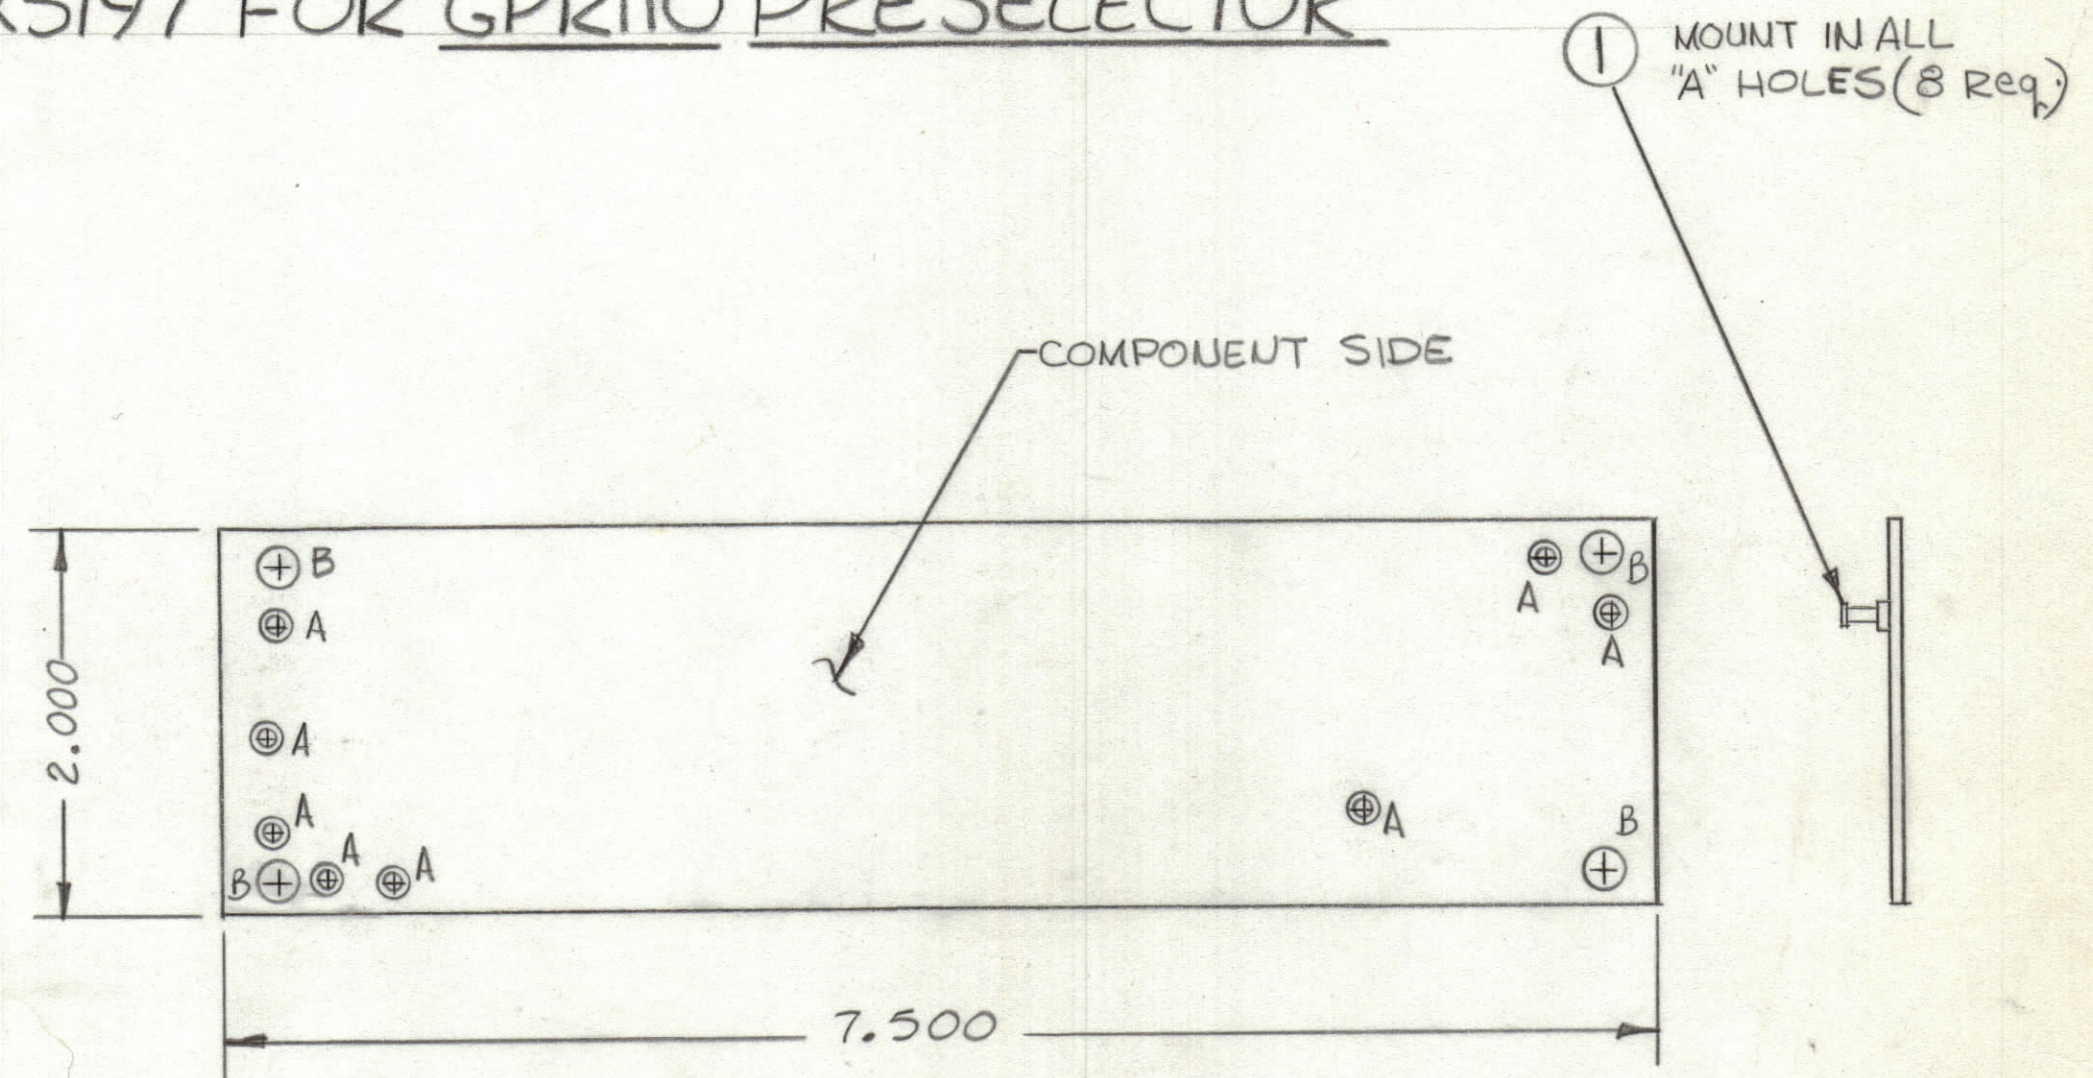 FOR GPR110 PRESELECTOR
1 MOUNT IN ALL
"A" HOLES (8 Req.)
COMPONENT SIDE
B
A
B
A
A
2.000
A
A
A
B
A
A
A
B
B
7.500